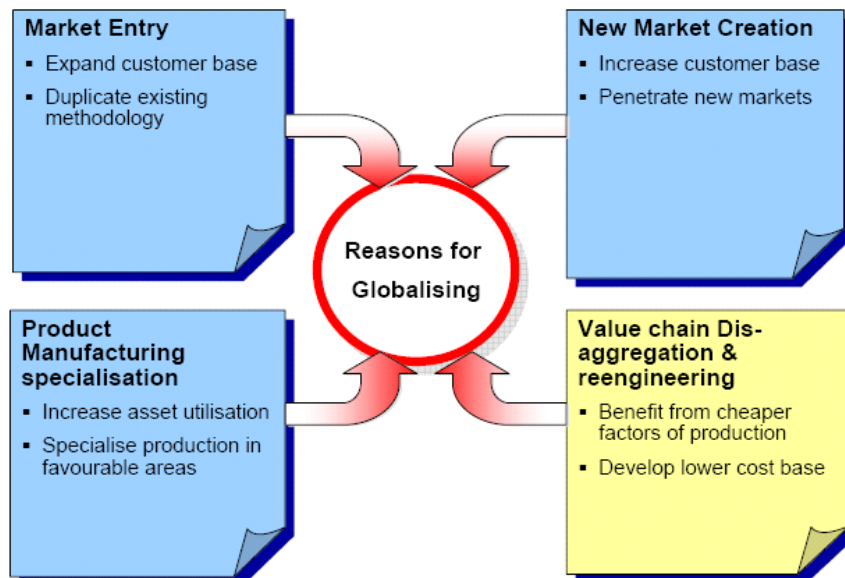 Market Entry
▪ Expand customer base
▪ Duplicate existing
methodology
New Market Creation
▪ Increase customer base
▪ Penetrate new markets
Reasons for
Globalising
Product
Manufacturing
specialisation
▪ Increase asset utilisation
▪ Specialise production in
favourable areas
Value chain Dis-
aggregation &
reengineering
▪ Benefit from cheaper
factors of production
▪ Develop lower cost base